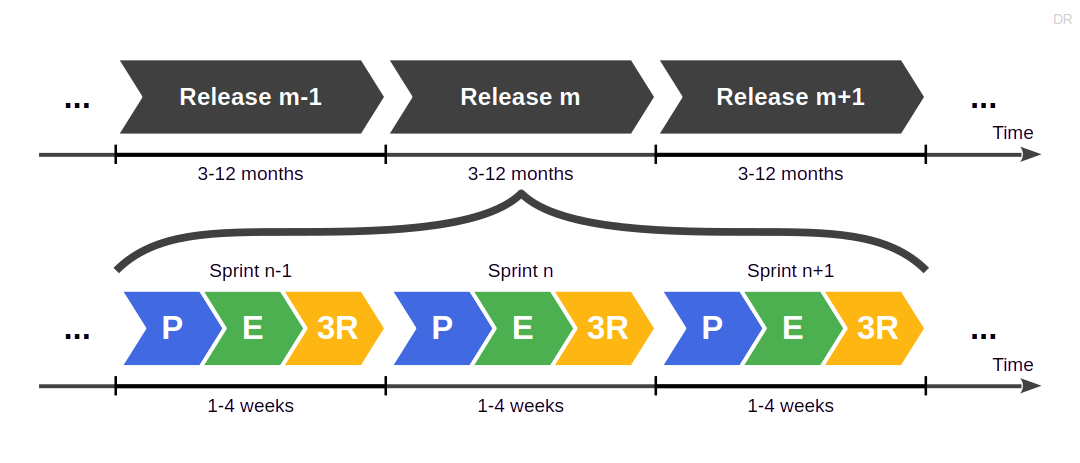 DR
... Release m-1 Release m Release m+1 ...
Time
3-12 months 3-12 months 3-12 months
Sprint n-1 Sprint n Sprint n+1
... P E 3R P E 3R P E 3R ...
Time
1-4 weeks 1-4 weeks 1-4 weeks